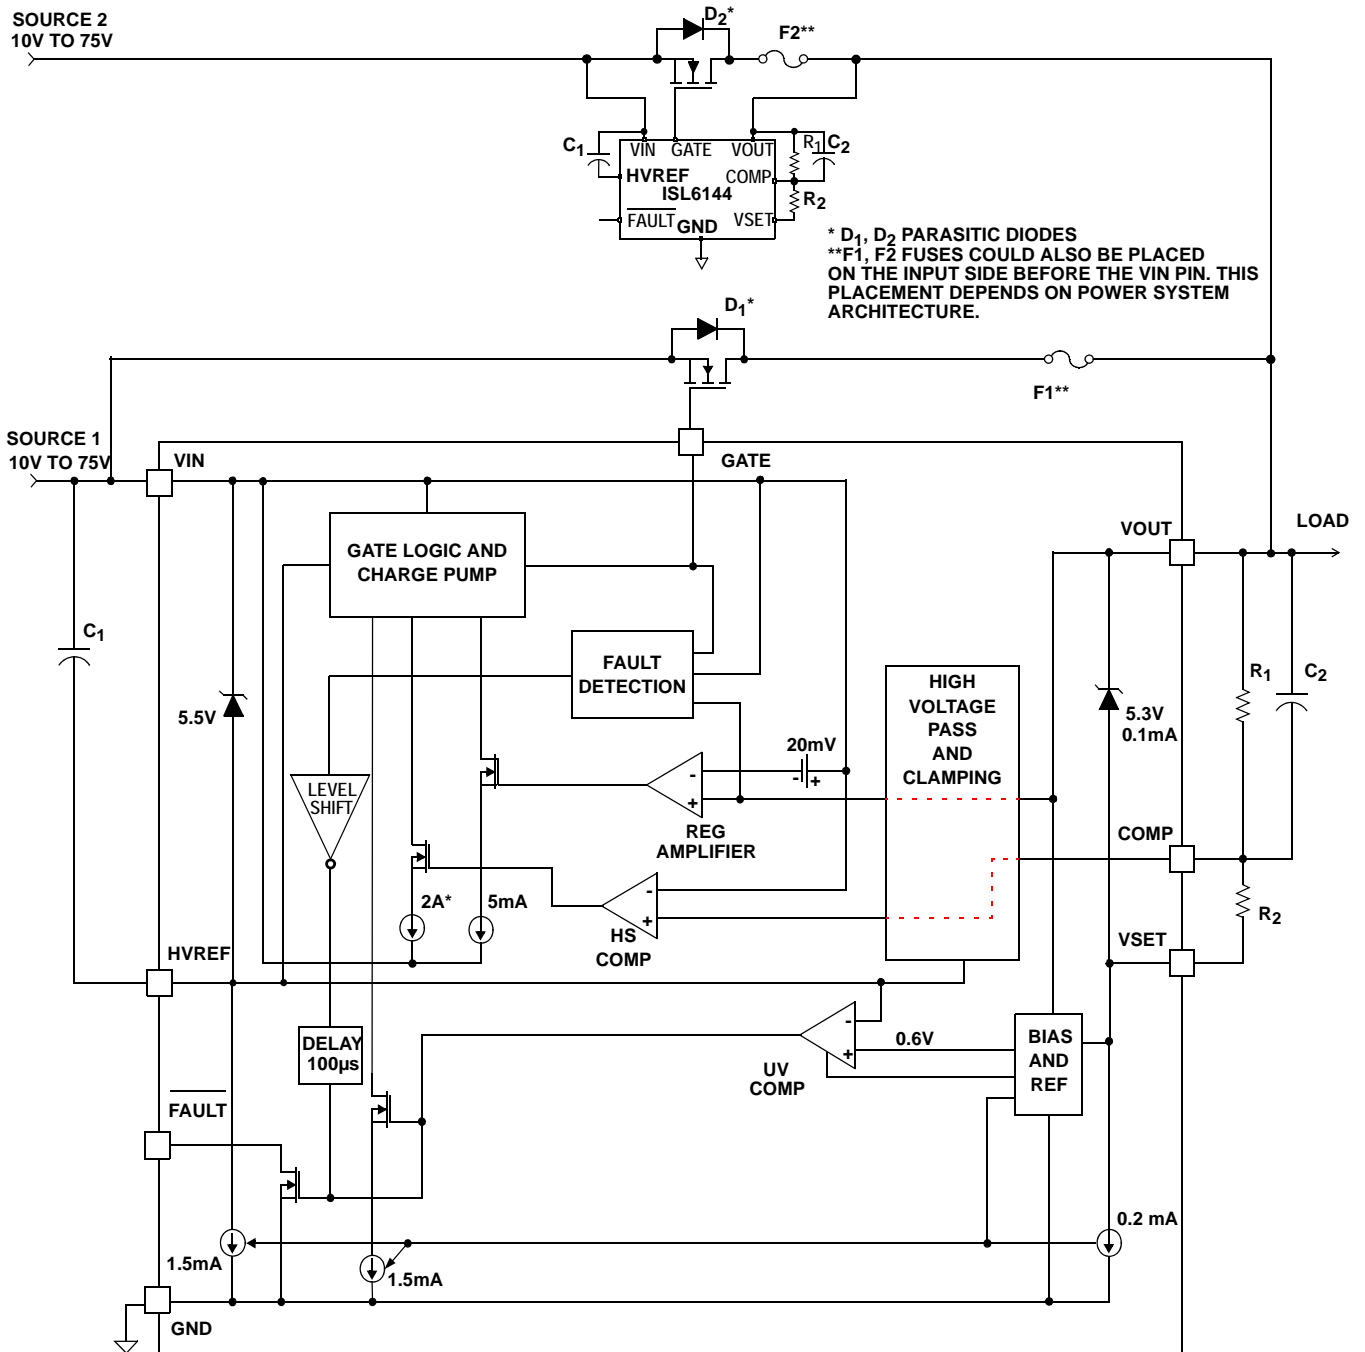 SOURCE 2
10V TO 75V
D2*
F2**
C1
VIN GATE VOUT
R1
C2
HVREF
COMP
ISL6144
R2
FAULT
GND
VSET
* D1, D2 PARASITIC DIODES
**F1, F2 FUSES COULD ALSO BE PLACED
ON THE INPUT SIDE BEFORE THE VIN PIN. THIS
PLACEMENT DEPENDS ON POWER SYSTEM
ARCHITECTURE.
D1*
F1**
SOURCE 1
10V TO 75V
VIN
GATE
VOUT
LOAD
GATE LOGIC AND
CHARGE PUMP
C1
FAULT
DETECTION
HIGH
VOLTAGE
PASS
AND
CLAMPING
R1
C2
5.5V
5.3V
0.1mA
20mV
- +
LEVEL
SHIFT
-
+
REG
AMPLIFIER
COMP
2A*
5mA
-
+
HS
COMP
R2
VSET
HVREF
DELAY
100µs
-
+
0.6V
UV
COMP
BIAS
AND
REF
FAULT
0.2 mA
1.5mA
1.5mA
GND